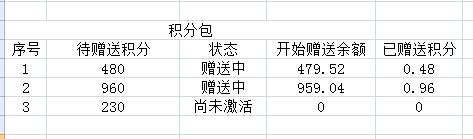 积分包
序号 待赠送积分 状态 开始赠送余额 已赠送积分
1 480 赠送中 479.52 0.48
2 960 赠送中 959.04 0.96
3 230 尚未激活 0 0